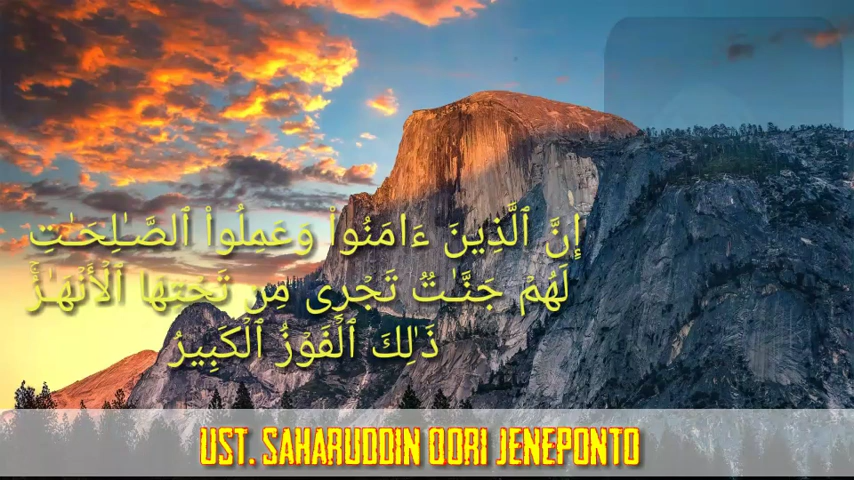 إِنَّ ٱلَّذِينَ ءَامَنُوا۟ وَعَمِلُوا۟ ٱلصَّـٰلِحَـٰتِ
لَهُمْ جَنَّـٰتٌۭ تَجْرِى مِن تَحْتِهَا ٱلْأَنْهَـٰرُ ۚ
ذَٰلِكَ ٱلْفَوْزُ ٱلْكَبِيرُ
UST. SAHARUDDIN QORI JENEPONTO